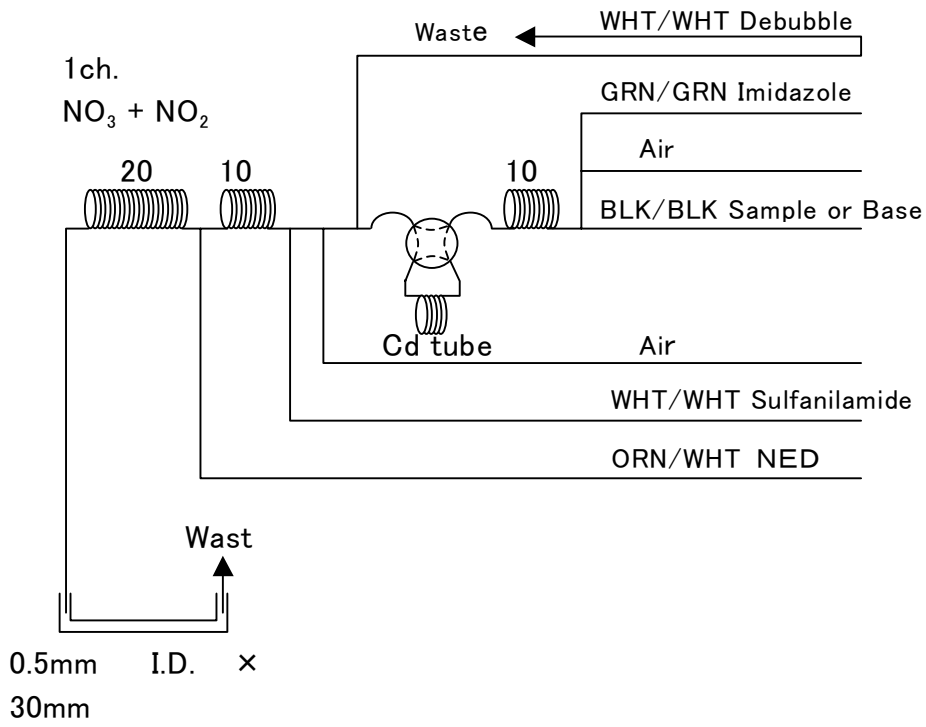 Waste
WHT/WHT Debubble
1ch.
NO₃ + NO₂
GRN/GRN Imidazole
Air
20
10
10
BLK/BLK Sample or Base
Cd tube
Air
WHT/WHT Sulfanilamide
ORN/WHT NED
Wast
0.5mm I.D. ×
30mm